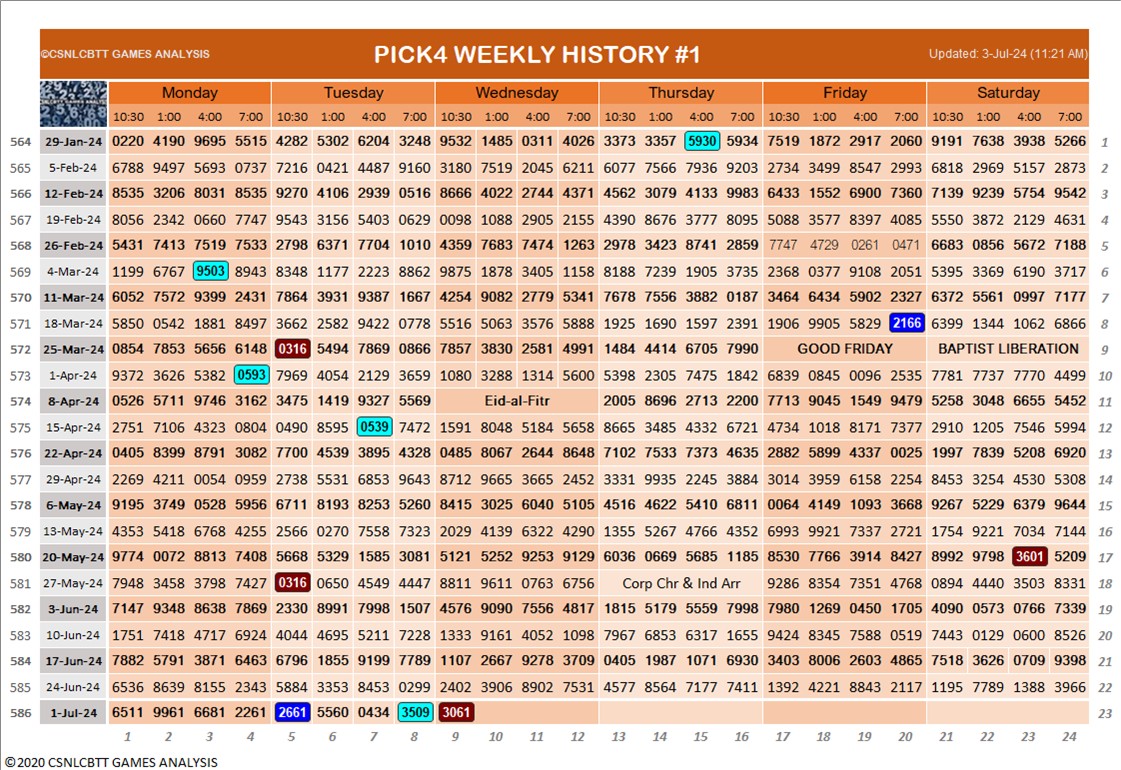 ©CSNLCBTT GAMES ANALYSIS PICK4 WEEKLY HISTORY #1 Updated: 3-Jul-24 (11:21 AM)
Monday Tuesday Wednesday Thursday Friday Saturday
10:30 1:00 4:00 7:00 10:30 1:00 4:00 7:00 10:30 10:00 4:00 12:00 10:30 1:00 4:00 7:00 10:30 1:00 4:00 7:00 10:30 1:00 4:00 7:00
564 29-Jan-24 0220 4190 9695 5515 4282 5302 6204 3248 9532 1485 0311 4026 3373 3357 5930 5934 7519 1872 2917 2060 9191 7638 3938 5266 1
565 5-Feb-24 6788 9497 5693 0737 7216 0421 4487 9160 3180 7519 2045 6211 6077 7566 7936 9203 2734 3499 8547 2993 6818 2969 5157 2873 2
566 12-Feb-24 8535 3206 8031 8535 9270 4106 2939 0516 8666 4022 2744 4371 4562 3079 4133 9983 6433 1552 6900 7360 7139 9239 5754 9542 3
567 19-Feb-24 8056 2342 0660 7747 9543 3156 5403 0629 0098 1088 2905 2155 4390 8676 3777 8095 5088 3577 8397 4085 5550 3872 2129 4631 4
568 26-Feb-24 5431 7413 7519 7533 2798 6371 7704 1010 4359 7683 7474 1263 2978 3423 8741 2859 7747 4729 0261 0471 6683 0856 5672 7188 5
569 4-Mar-24 1199 6767 9503 8943 8348 1177 2223 8862 9875 1878 3405 1158 8188 7239 1905 3735 2368 0377 9108 2051 5395 3369 6190 3717 6
570 11-Mar-24 6052 7572 9399 2431 7864 3931 9387 1667 4254 9082 2779 5341 7678 7556 3882 0187 3464 6434 5902 2327 6372 5561 0997 7177 7
571 18-Mar-24 5850 0542 1881 8497 3662 2582 9422 0778 5516 5063 3576 5888 1925 1690 1597 2391 1906 9905 5829 2166 6399 1344 1062 6866 8
572 25-Mar-24 0854 7853 5656 6148 0316 5494 7869 0866 7857 3830 2581 4991 1484 4414 6705 7990 GOOD FRIDAY BAPTIST LIBERATION 9
573 1-Apr-24 9372 3626 5382 0593 7969 4054 2129 3659 1080 3288 1314 5600 5398 2305 7475 1842 6839 0845 0096 2535 7781 7737 7770 4499 10
574 8-Apr-24 0526 5711 9746 3162 3475 1419 9327 5569 Eid-al-Fitr 2005 8696 2713 2200 7713 9045 1549 9479 5258 3048 6655 5452 11
575 15-Apr-24 2751 7106 4323 0804 0490 8595 0539 7472 1591 8048 5184 5658 8665 3485 4332 6721 4734 1018 8171 7377 2910 1205 7546 5994 12
576 22-Apr-24 0405 8399 8791 3082 7700 4539 3895 4328 0485 8067 2644 8648 7102 7533 7373 4635 2882 5899 4337 0025 1997 7839 5208 6920 13
577 29-Apr-24 2269 4211 0054 0959 2738 5531 6853 9643 8712 9665 3665 2452 3331 9935 2245 3884 3014 3959 6158 2254 8453 3254 4530 5308 14
578 6-May-24 9195 3749 0528 5956 6711 8193 8253 5260 8415 3025 6040 5105 4516 4622 5410 6811 0064 4149 1093 3668 9267 5229 6379 9644 15
579 13-May-24 4353 5418 6768 4255 2566 0270 7558 7323 2029 4139 6322 4290 1355 5267 4766 4352 6993 9921 7337 2721 1754 9221 7034 7144 16
580 20-May-24 9774 0072 8813 7408 5668 5329 1585 3081 5121 5252 9253 9129 6036 0669 5685 1185 8530 7766 3914 8427 8992 9798 3601 5209 17
581 27-May-24 7948 3458 3798 7427 0316 0650 4549 4447 8811 9611 0763 6756 Corp Chr & Ind Arr 9286 8354 7351 4768 0894 4440 3503 8331 18
582 3-Jun-24 7147 9348 8638 7869 2330 8991 7998 1507 4576 9090 7556 4817 1815 5179 5559 7998 7980 1269 0450 1705 4090 0573 0766 7339 19
583 10-Jun-24 1751 7418 4717 6924 4044 4695 5211 7228 1333 9161 4052 1098 7967 6853 6317 1655 9424 8345 7588 0519 7443 0129 0600 8526 20
584 17-Jun-24 7882 5791 3871 6463 6796 1855 9199 7789 1107 2667 9278 3709 0405 1987 1071 6930 3403 8006 2603 4865 7518 3626 0709 9398 21
585 24-Jun-24 6536 8639 8155 2343 5884 3353 8453 0299 2402 3906 8902 7531 4577 8564 7177 7411 1392 4221 8843 2117 1195 7789 1388 3966 22
586 1-Jul-24 6511 9961 6681 2261 2661 5560 0434 3509 3061 23
1 2 3 4 5 6 7 8 9 10 11 12 13 14 15 16 17 18 19 20 21 22 23 24
©2020 CSNLCBTT GAMES ANALYSIS